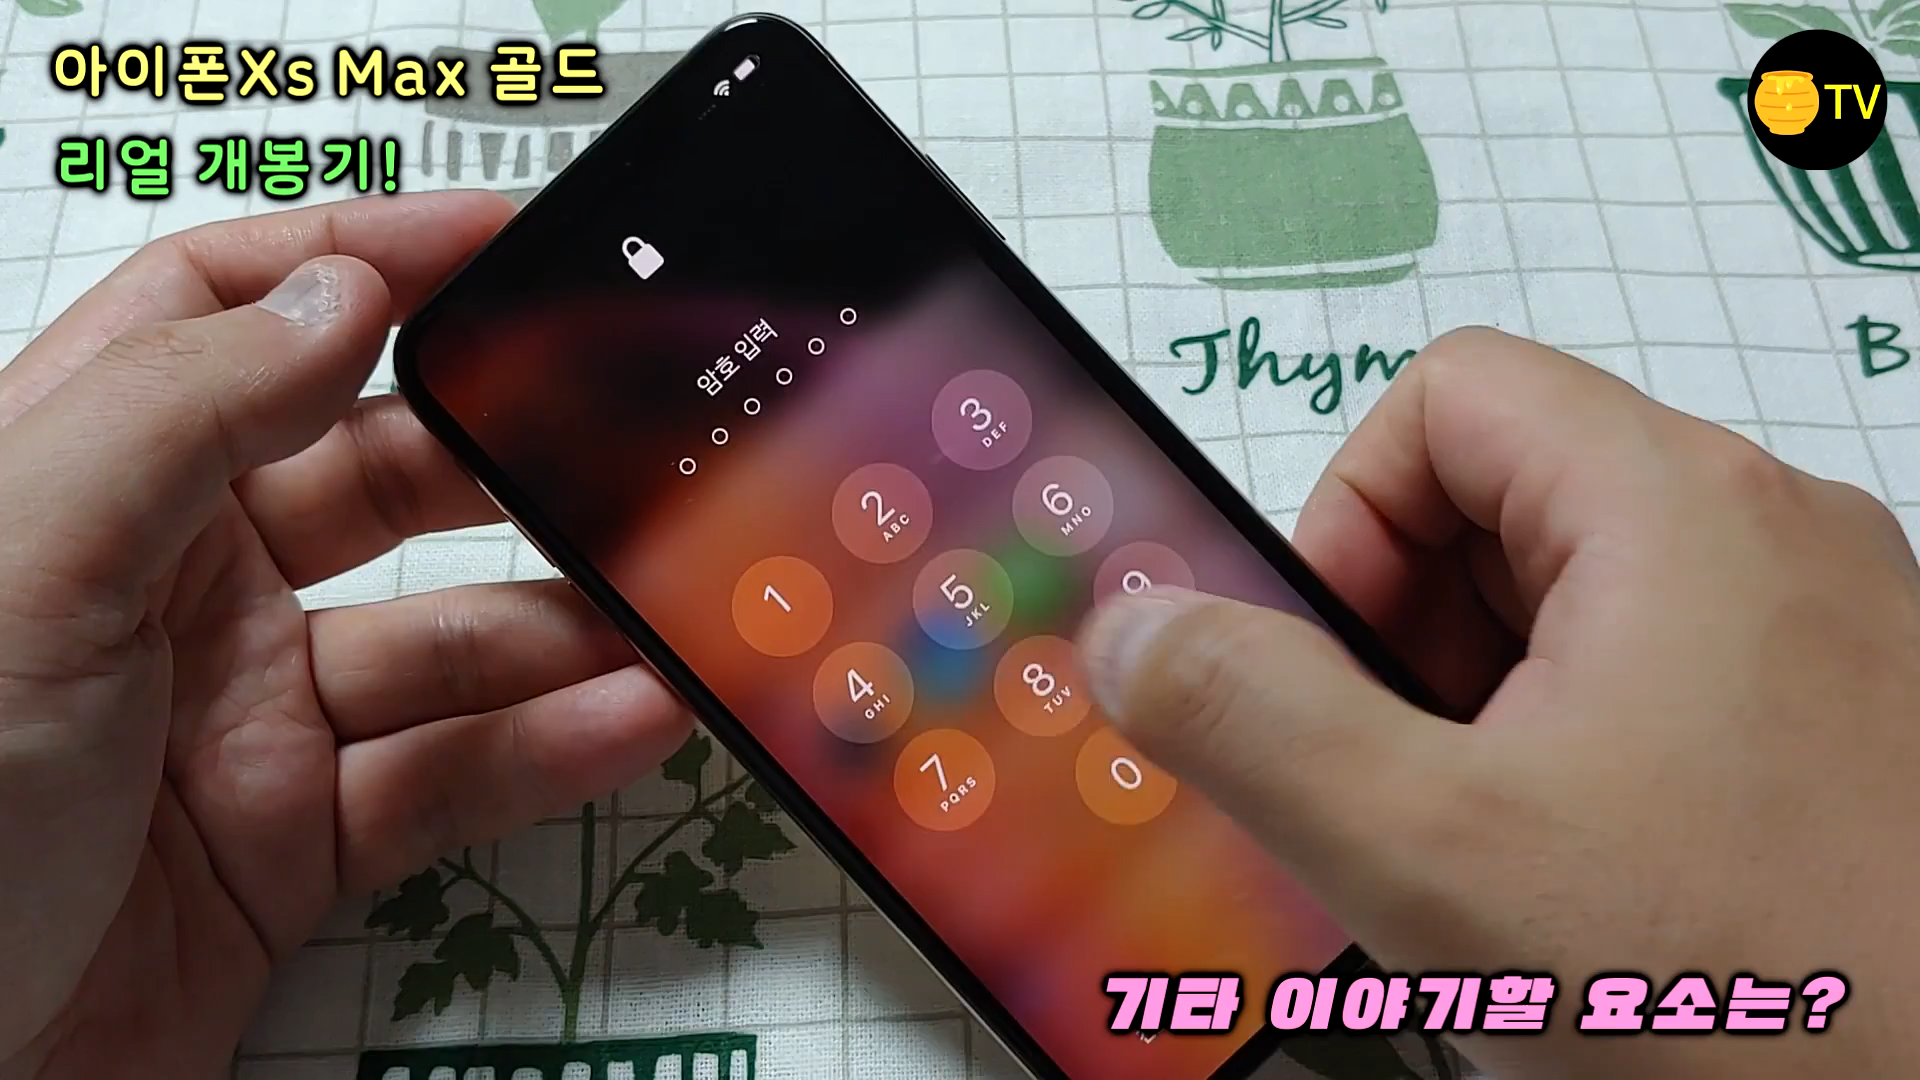 아이폰Xs Max 골드
리얼 개봉기!
TV
암호 입력
1
2 ABC
3 DEF
4 GHI
5 JKL
6 MNO
7 PQRS
8 TUV
9
0
Thym
B
기타 이야기할 요소는?